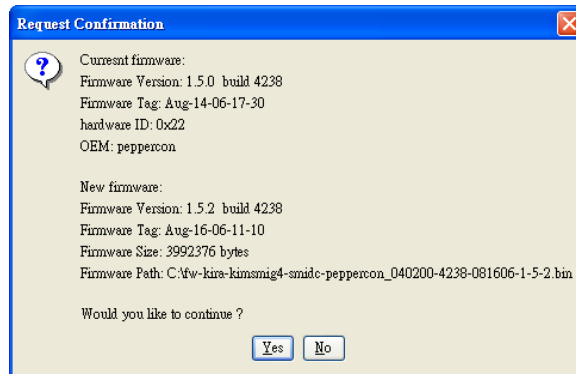 Request Confirmation
Curresnt firmware:
Firmware Version: 1.5.0 build 4238
Firmware Tag: Aug-14-06-17-30
hardware ID: 0x22
OEM: peppercon
New firmware:
Firmware Version: 1.5.2 build 4238
Firmware Tag: Aug-16-06-11-10
Firmware Size: 3992376 bytes
Firmware Path: C:\fw-kira-kimsmig4-smidc-peppercon_040200-4238-081606-1-5-2.bin
Would you like to continue ?
Yes No